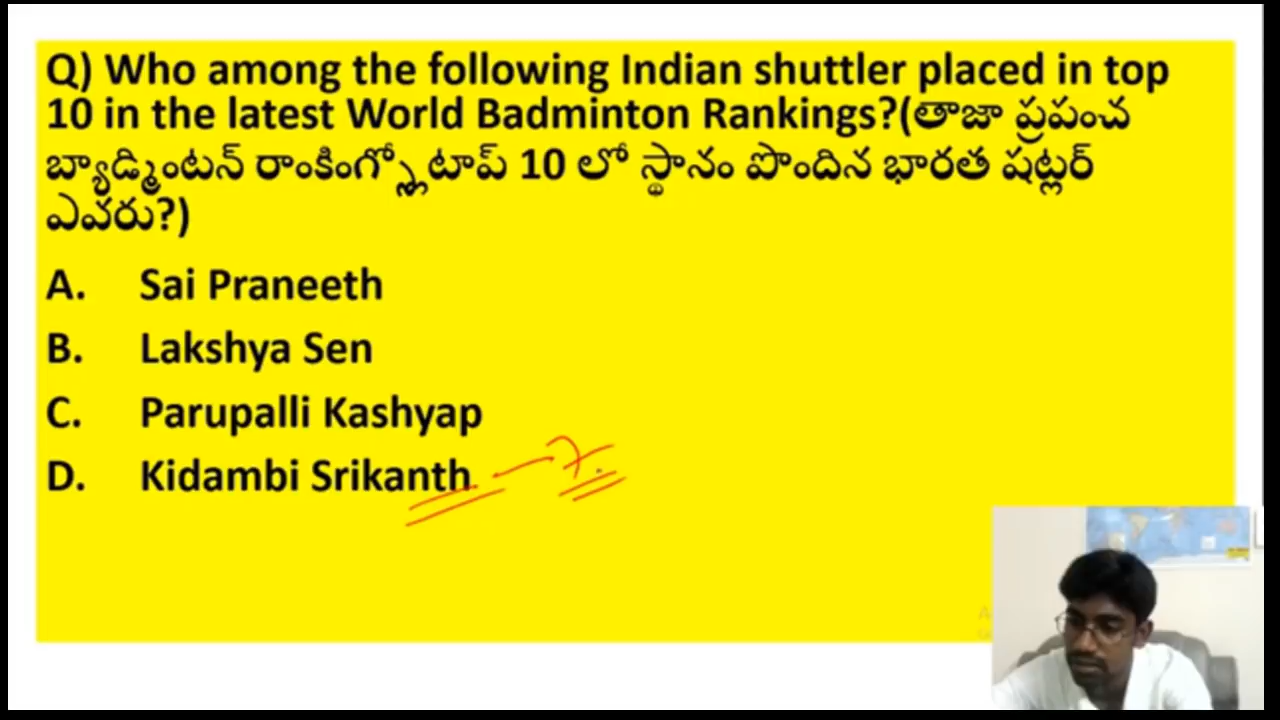 Q) Who among the following Indian shuttler placed in top
10 in the latest World Badminton Rankings?(తాజా ప్రపంచ
బ్యాడ్మింటన్ రాంకింగ్స్లోటాప్ 10 లో స్థానం పొందిన భారత షట్లర్
ఎవరు?)
A. Sai Praneeth
B. Lakshya Sen
C. Parupalli Kashyap
D. Kidambi Srikanth 7